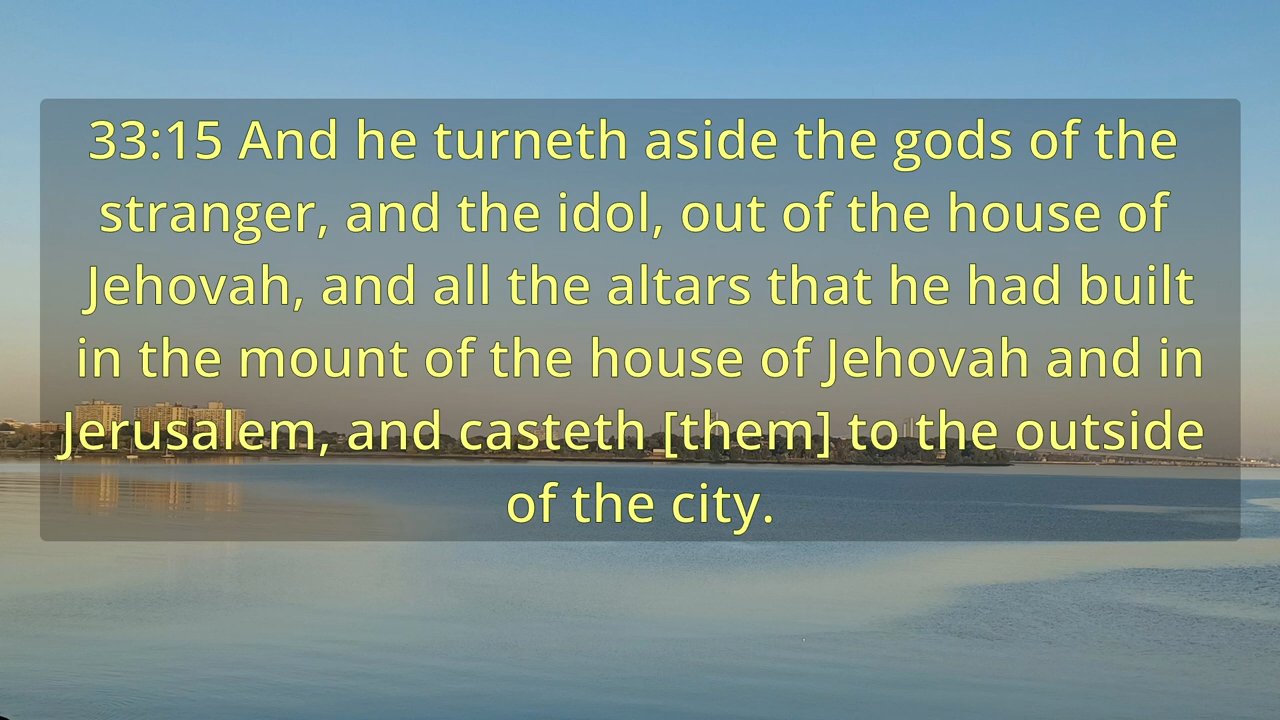 33:15 And he turneth aside the gods of the
stranger, and the idol, out of the house of
Jehovah, and all the altars that he had built
in the mount of the house of Jehovah and in
Jerusalem, and casteth [them] to the outside
of the city.